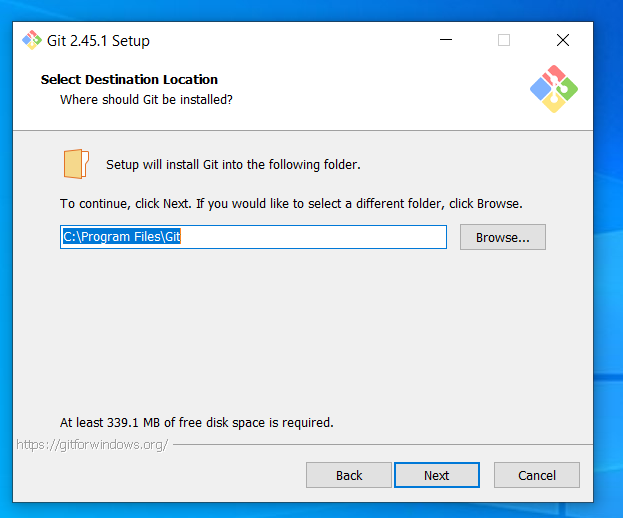 Git 2.45.1 Setup
Select Destination Location
Where should Git be installed?
Setup will install Git into the following folder.
To continue, click Next. If you would like to select a different folder, click Browse.
C:\Program Files\Git
Browse...
At least 339.1 MB of free disk space is required.
https://gitforwindows.org/
Back
Next
Cancel